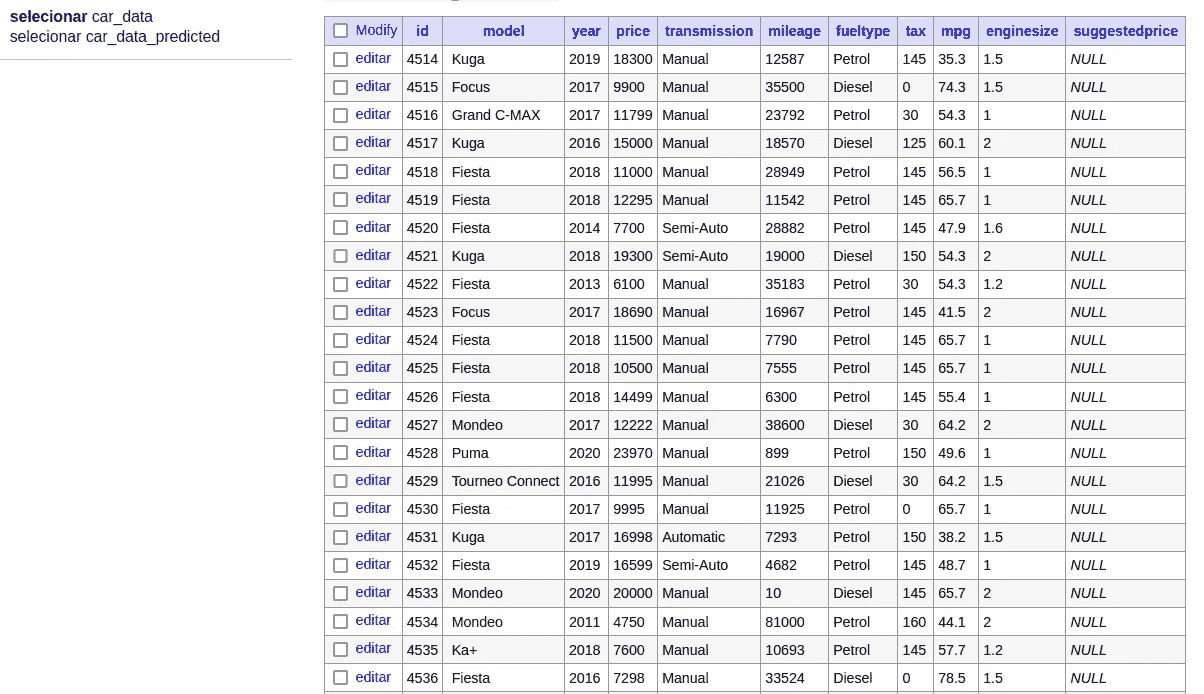 selecionar car_data
selecionar car_data_predicted
Modify id model year price transmission mileage fueltype tax mpg enginesize suggestedprice
editar 4514 Kuga 2019 18300 Manual 12587 Petrol 145 35.3 1.5 NULL
editar 4515 Focus 2017 9900 Manual 35500 Diesel 0 74.3 1.5 NULL
editar 4516 Grand C-MAX 2017 11799 Manual 23792 Petrol 30 54.3 1 NULL
editar 4517 Kuga 2016 15000 Manual 18570 Diesel 125 60.1 2 NULL
editar 4518 Fiesta 2018 11000 Manual 28949 Petrol 145 56.5 1 NULL
editar 4519 Fiesta 2018 12295 Manual 11542 Petrol 145 65.7 1 NULL
editar 4520 Fiesta 2014 7700 Semi-Auto 28882 Petrol 145 47.9 1.6 NULL
editar 4521 Kuga 2018 19300 Semi-Auto 19000 Diesel 150 54.3 2 NULL
editar 4522 Fiesta 2013 6100 Manual 35183 Petrol 30 54.3 1.2 NULL
editar 4523 Focus 2017 18690 Manual 16967 Petrol 145 41.5 2 NULL
editar 4524 Fiesta 2018 11500 Manual 7790 Petrol 145 65.7 1 NULL
editar 4525 Fiesta 2018 10500 Manual 7555 Petrol 145 65.7 1 NULL
editar 4526 Fiesta 2018 14499 Manual 6300 Petrol 145 55.4 1 NULL
editar 4527 Mondeo 2017 12222 Manual 38600 Diesel 30 64.2 2 NULL
editar 4528 Puma 2020 23970 Manual 899 Petrol 150 49.6 1 NULL
editar 4529 Tourneo Connect 2016 11995 Manual 21026 Diesel 30 64.2 1.5 NULL
editar 4530 Fiesta 2017 9995 Manual 11925 Petrol 0 65.7 1 NULL
editar 4531 Kuga 2017 16998 Automatic 7293 Petrol 150 38.2 1.5 NULL
editar 4532 Fiesta 2019 16599 Semi-Auto 4682 Petrol 145 48.7 1 NULL
editar 4533 Mondeo 2020 20000 Manual 10 Diesel 145 65.7 2 NULL
editar 4534 Mondeo 2011 4750 Manual 81000 Petrol 160 44.1 2 NULL
editar 4535 Ka+ 2018 7600 Manual 10693 Petrol 145 57.7 1.2 NULL
editar 4536 Fiesta 2016 7298 Manual 33524 Diesel 0 78.5 1.5 NULL